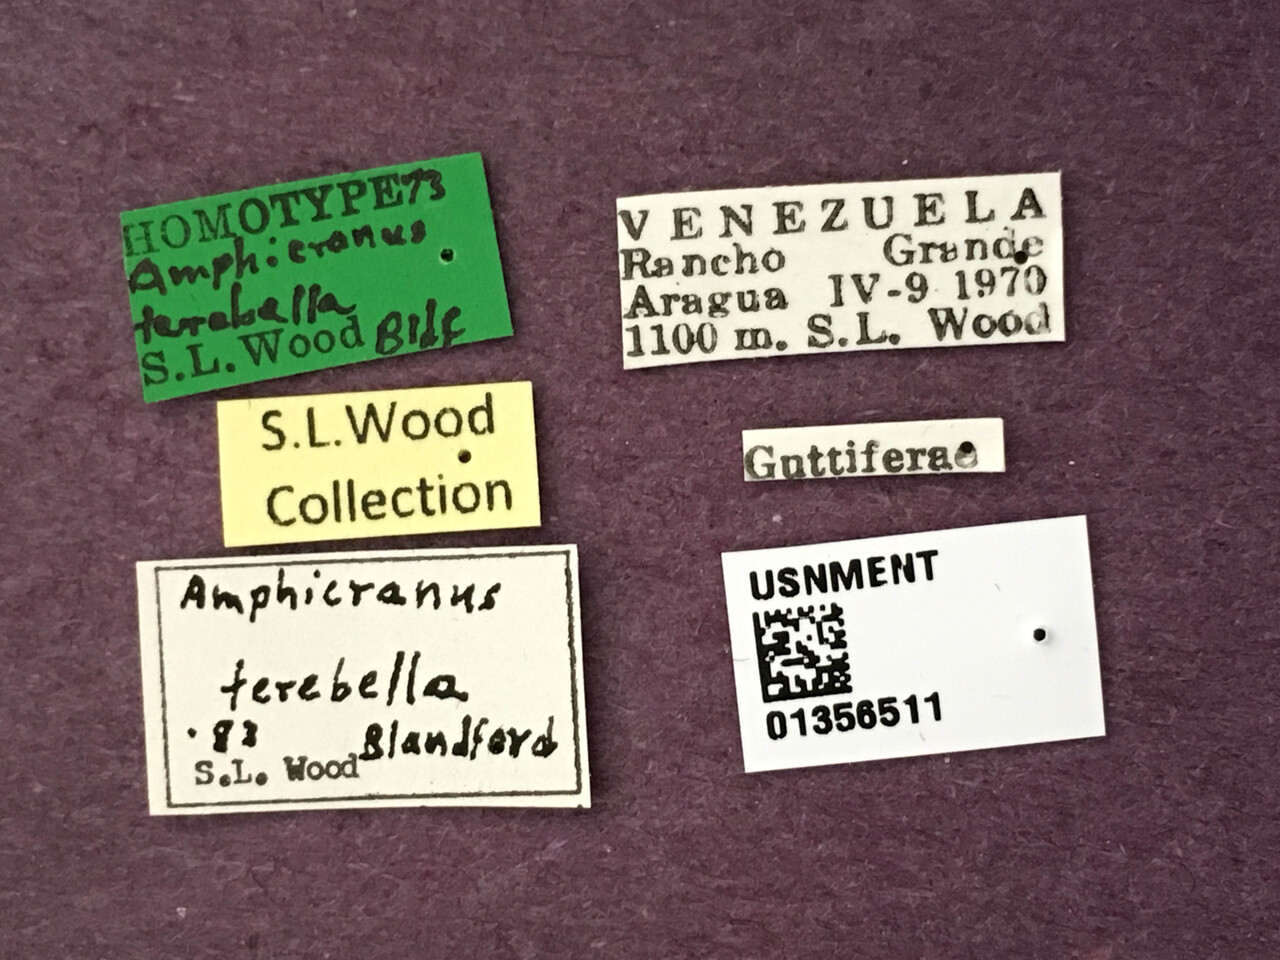 HOMOTYPE73
Amphicranus
terebella
S.L. Wood Bldf
S.L.Wood
Collection
Amphicranus
terebella
·83 Blandford
S.L. Wood
VENEZUELA
Rancho Grande
Aragua IV-9 1970
1100 m. S.L. Wood
Guttiferae
USNMENT
01356511